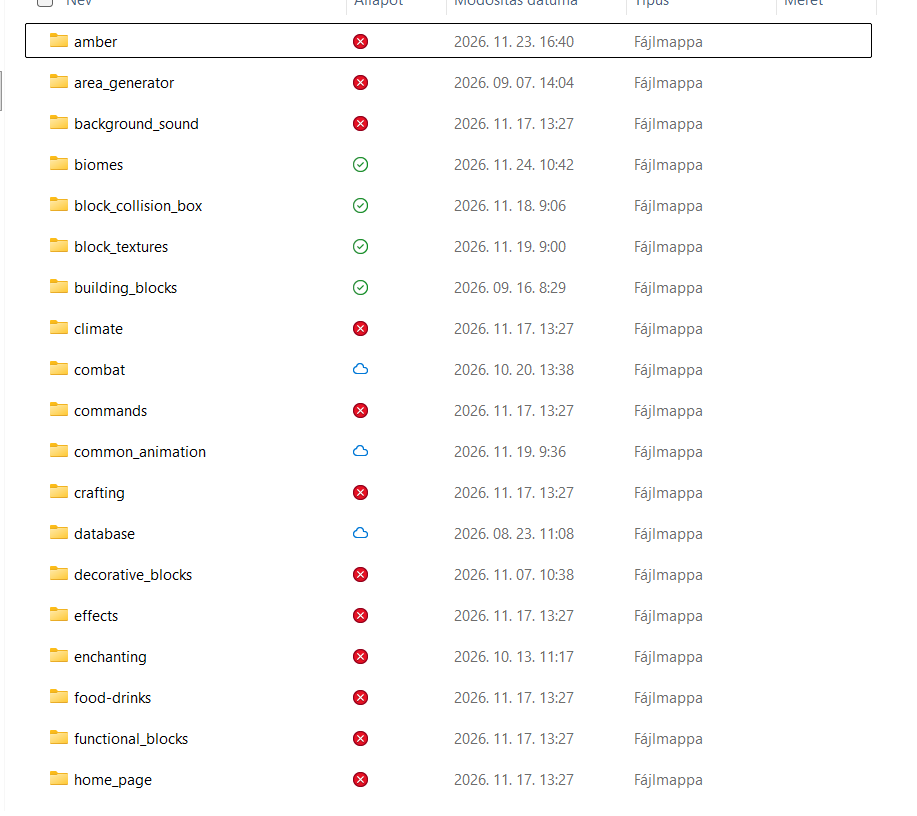 Név Állapot Módosítás dátuma Típus Méret
amber 2026. 11. 23. 16:40 Fájlmappa
area_generator 2026. 09. 07. 14:04 Fájlmappa
background_sound 2026. 11. 17. 13:27 Fájlmappa
biomes 2026. 11. 24. 10:42 Fájlmappa
block_collision_box 2026. 11. 18. 9:06 Fájlmappa
block_textures 2026. 11. 19. 9:00 Fájlmappa
building_blocks 2026. 09. 16. 8:29 Fájlmappa
climate 2026. 11. 17. 13:27 Fájlmappa
combat 2026. 10. 20. 13:38 Fájlmappa
commands 2026. 11. 17. 13:27 Fájlmappa
common_animation 2026. 11. 19. 9:36 Fájlmappa
crafting 2026. 11. 17. 13:27 Fájlmappa
database 2026. 08. 23. 11:08 Fájlmappa
decorative_blocks 2026. 11. 07. 10:38 Fájlmappa
effects 2026. 11. 17. 13:27 Fájlmappa
enchanting 2026. 10. 13. 11:17 Fájlmappa
food-drinks 2026. 11. 17. 13:27 Fájlmappa
functional_blocks 2026. 11. 17. 13:27 Fájlmappa
home_page 2026. 11. 17. 13:27 Fájlmappa